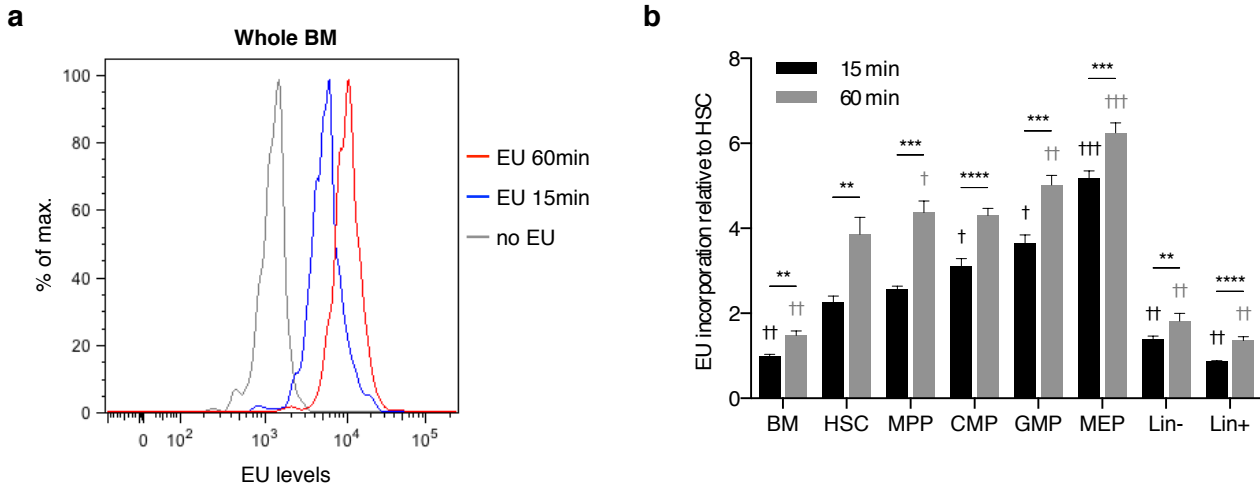 a
Whole BM
100
80
60
40
20
0
% of max.
0 10² 10³ 10⁴ 10⁵
EU levels
EU 60min
EU 15min
no EU
b
8
6
4
2
0
EU incorporation relative to HSC
15 min
60 min
** ** *** **** *** *** ** ****
†† †† † † † †† ††† ††† †† †† †† ††
BM HSC MPP CMP GMP MEP Lin- Lin+